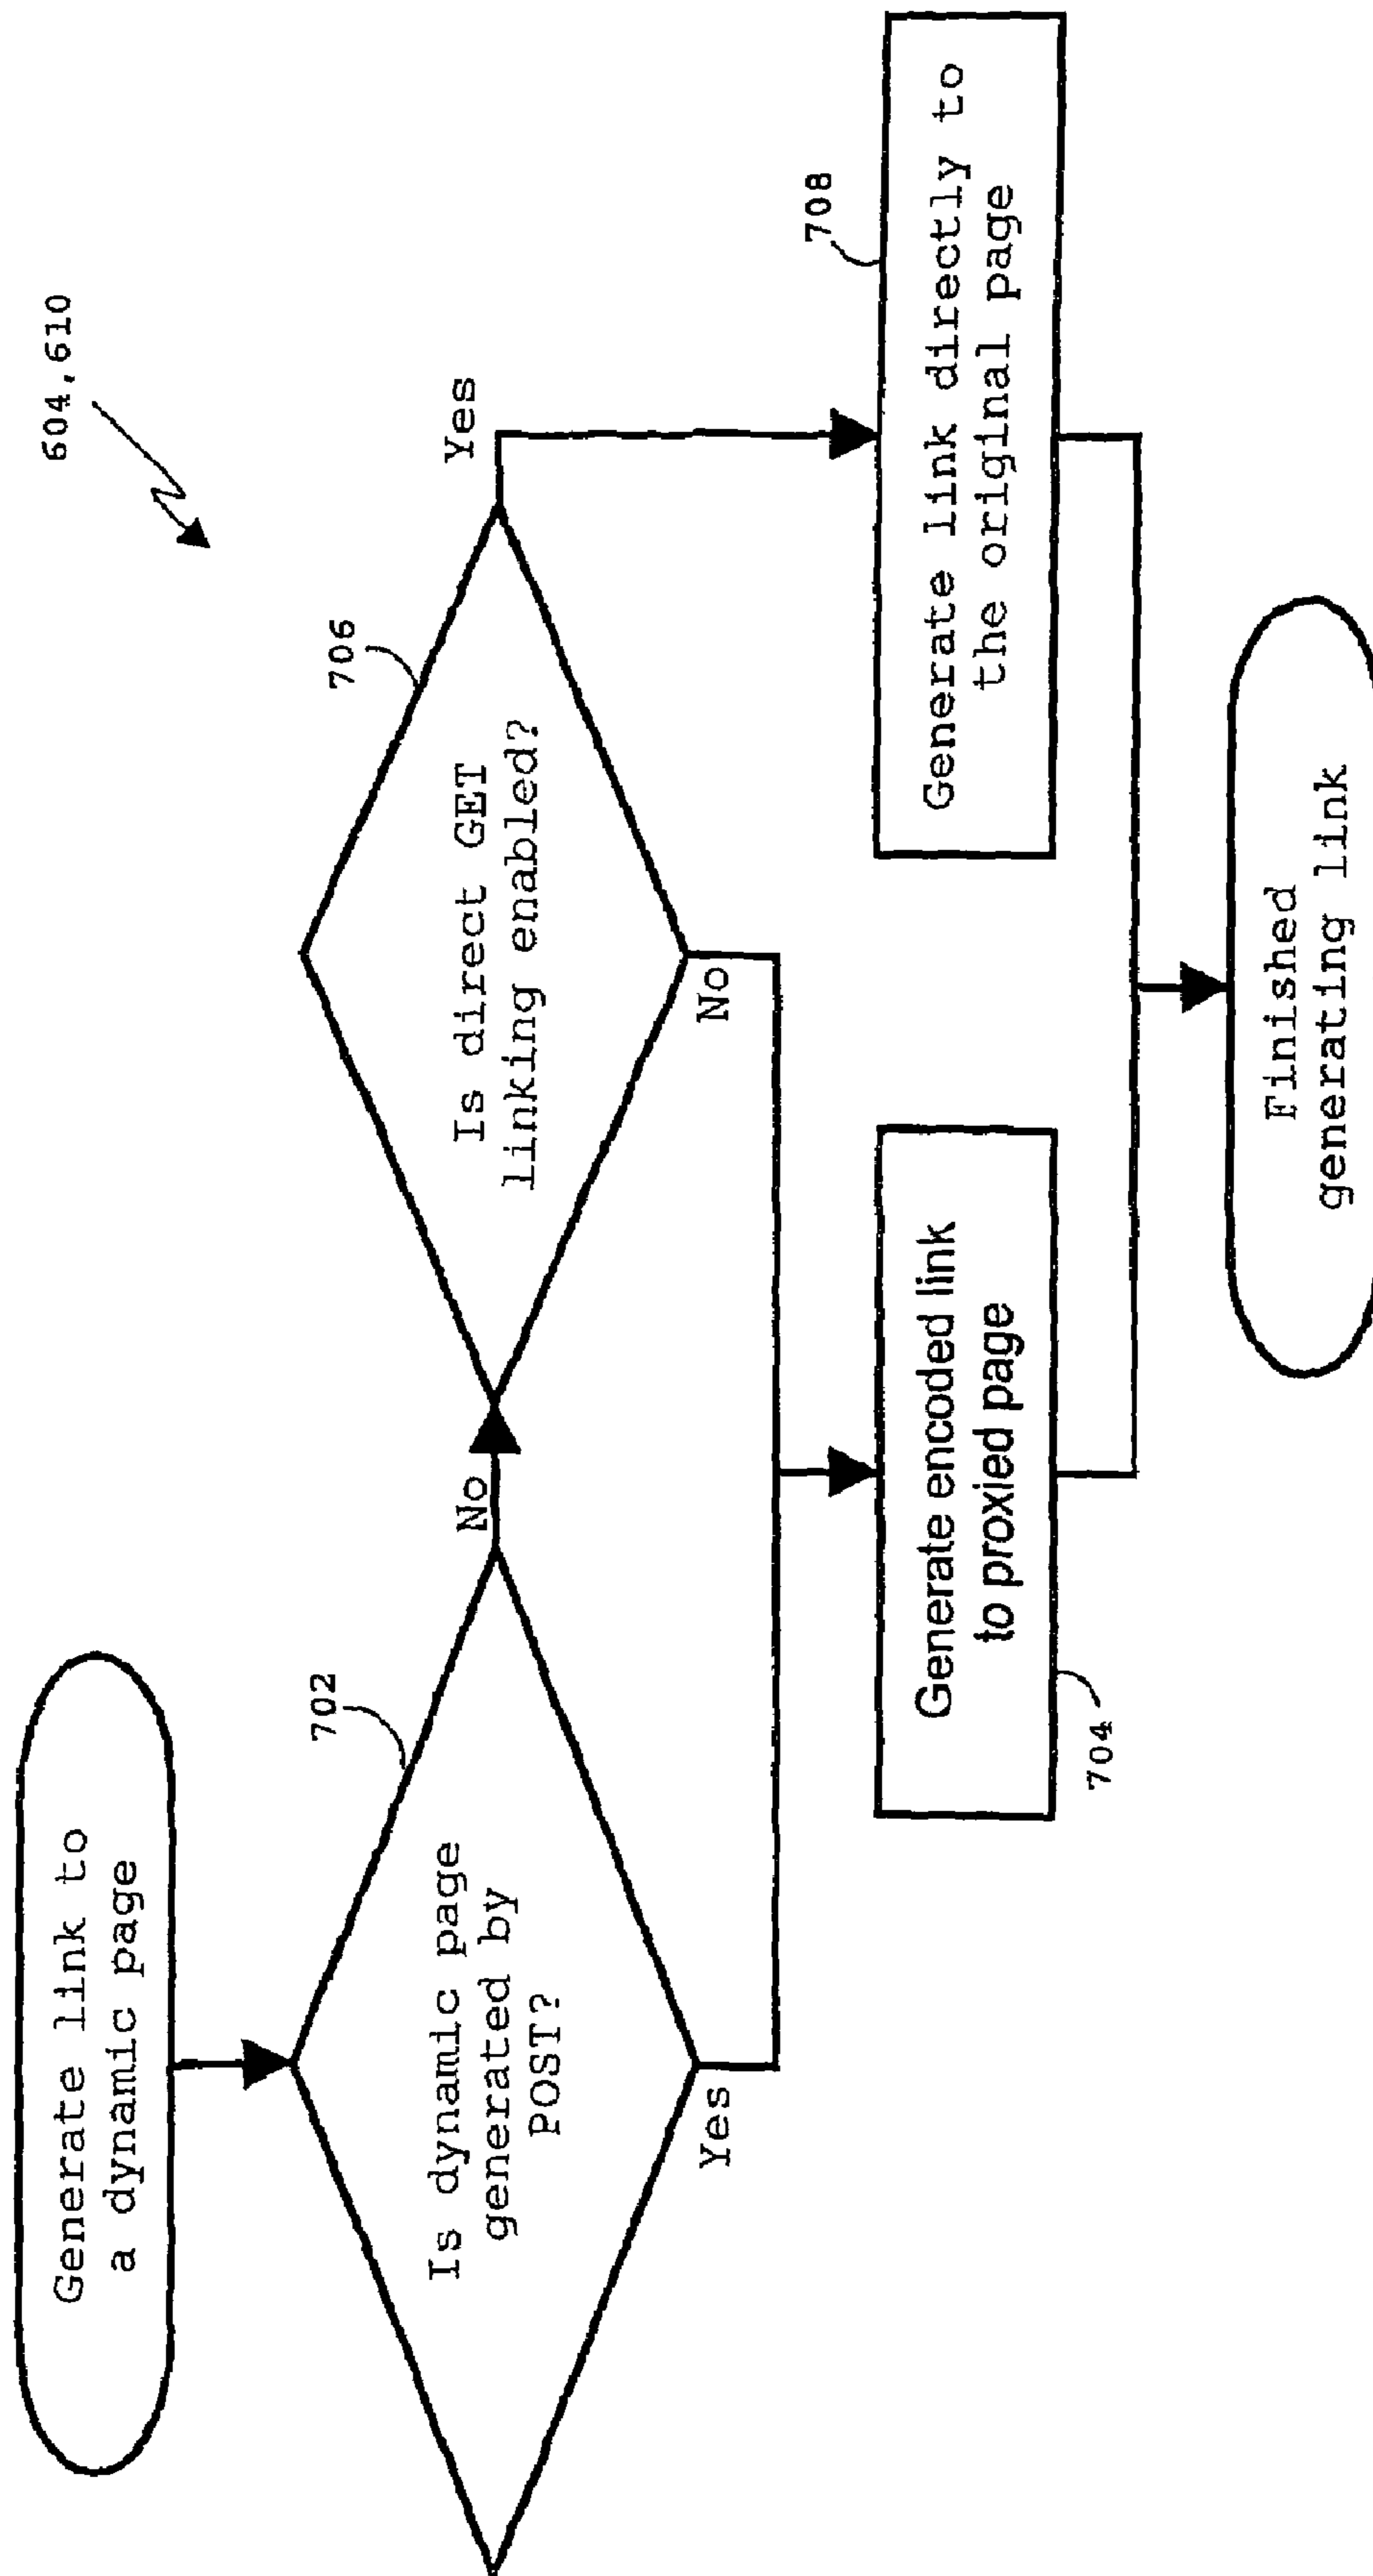 604,610
Generate link to
a dynamic page
702
Is dynamic page
generated by
POST?
No
Yes
706
Is direct GET
linking enabled?
Yes
No
704
Generate encoded link
to proxied page
708
Generate link directly to
the original page
Finished
generating link